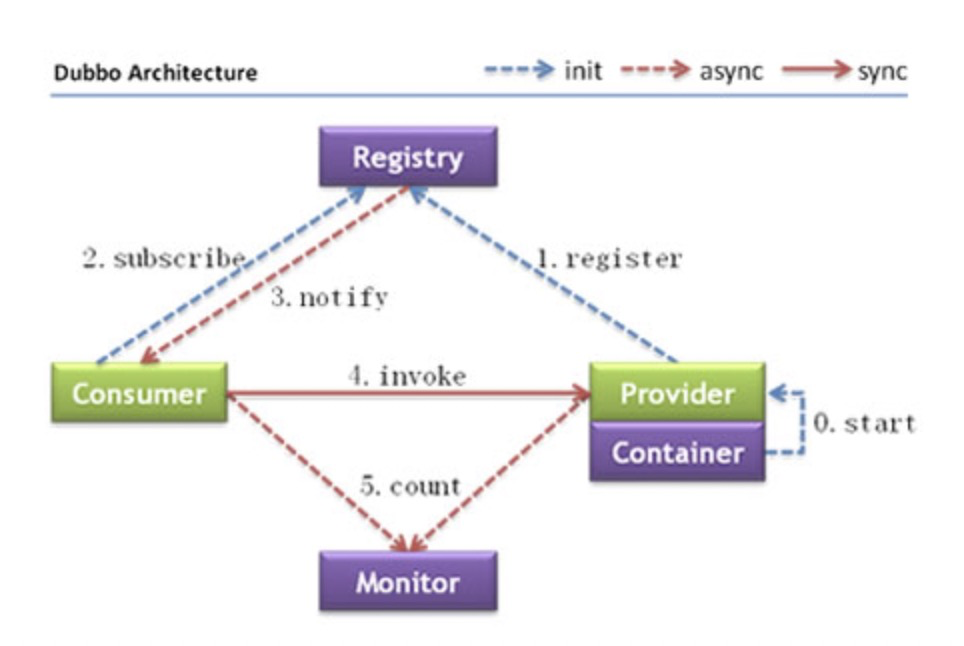 Dubbo Architecture
init
async
sync
Registry
2. subscribe
1. register
3. notify
4. invoke
Consumer
Provider
0. start
Container
5. count
Monitor